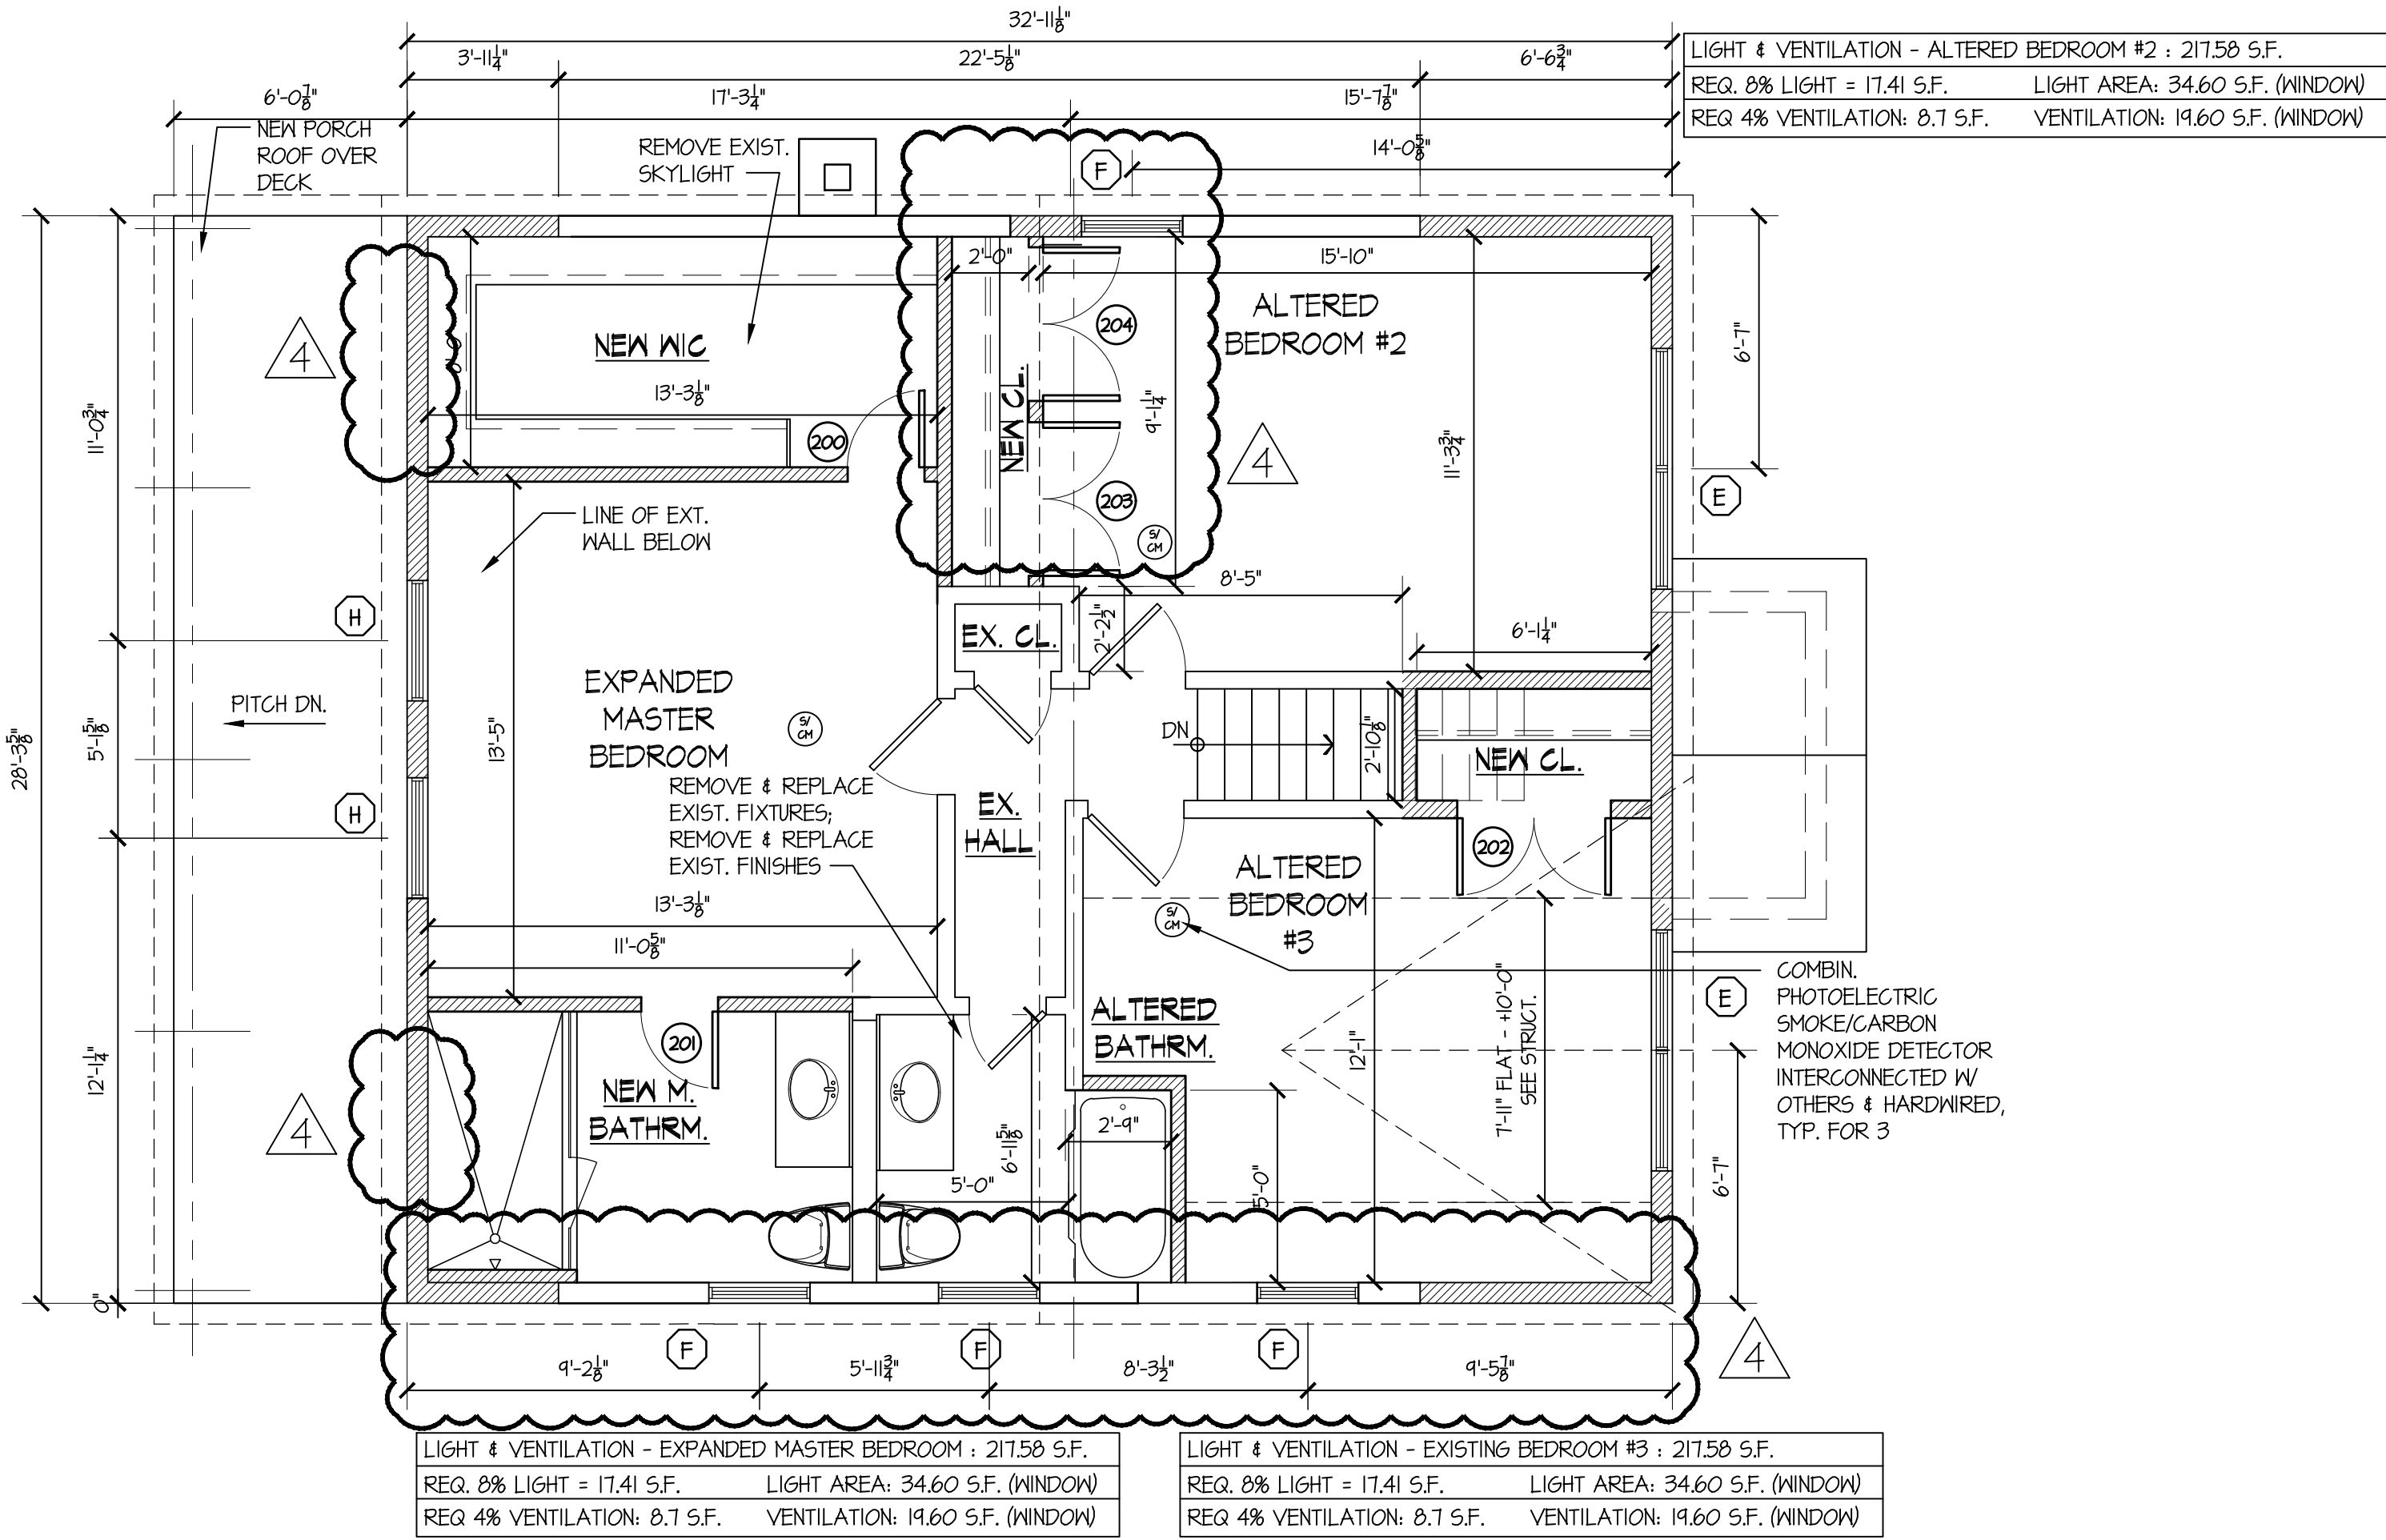 32'-11 1/8"
3'-11 1/4"
22'-5 1/8"
6'-6 3/4"
6'-0 7/8"
17'-3 1/4"
15'-7 7/8"
14'-0 5/8"
LIGHT & VENTILATION - ALTERED BEDROOM #2 : 217.58 S.F.
REQ. 8% LIGHT = 17.41 S.F. LIGHT AREA: 34.60 S.F. (WINDOW)
REQ 4% VENTILATION: 8.7 S.F. VENTILATION: 19.60 S.F. (WINDOW)
NEW PORCH
ROOF OVER
DECK
REMOVE EXIST.
SKYLIGHT
F
2'-0"
15'-10"
ALTERED
BEDROOM #2
204
NEW WIC
13'-3 1/8"
200
NEW CL.
9'-1 1/4"
11'-3 3/4"
6'-7"
4
4
11'-0 3/4"
203
S/
CM
E
LINE OF EXT.
WALL BELOW
8'-5"
2'-2 1/2"
6'-1 1/4"
H
EX. CL.
EXPANDED
MASTER
BEDROOM
S/
CM
13'-5"
PITCH DN.
5'-1 5/8"
28'-3 5/8"
DN
2'-10 1/8"
NEW CL.
REMOVE & REPLACE
EXIST. FIXTURES;
REMOVE & REPLACE
EXIST. FINISHES
EX.
HALL
H
202
ALTERED
BEDROOM
#3
S/
CM
13'-3 1/8"
11'-0 5/8"
COMBIN.
PHOTOELECTRIC
SMOKE/CARBON
MONOXIDE DETECTOR
INTERCONNECTED W/
OTHERS & HARDWIRED,
TYP. FOR 3
E
ALTERED
BATHRM.
12'-11"
7'-11" FLAT - +10'-0"
SEE STRUCT.
201
NEW M.
BATHRM.
12'-1 1/4"
4
2'-9"
6'-11 5/8"
5'-0"
5'-0"
6'-7"
0"
F
F
F
4
9'-2 1/8"
5'-11 3/4"
8'-3 1/2"
9'-5 7/8"
LIGHT & VENTILATION - EXPANDED MASTER BEDROOM : 217.58 S.F.
REQ. 8% LIGHT = 17.41 S.F. LIGHT AREA: 34.60 S.F. (WINDOW)
REQ 4% VENTILATION: 8.7 S.F. VENTILATION: 19.60 S.F. (WINDOW)
LIGHT & VENTILATION - EXISTING BEDROOM #3 : 217.58 S.F.
REQ. 8% LIGHT = 17.41 S.F. LIGHT AREA: 34.60 S.F. (WINDOW)
REQ 4% VENTILATION: 8.7 S.F. VENTILATION: 19.60 S.F. (WINDOW)